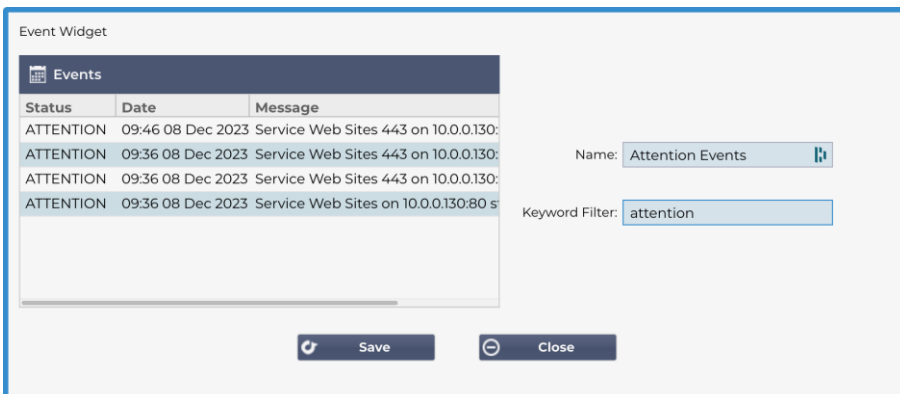 Event Widget
Events
Status Date Message
ATTENTION 09:46 08 Dec 2023 Service Web Sites 443 on 10.0.0.130:
ATTENTION 09:36 08 Dec 2023 Service Web Sites 443 on 10.0.0.130:
ATTENTION 09:36 08 Dec 2023 Service Web Sites 443 on 10.0.0.130:
ATTENTION 09:36 08 Dec 2023 Service Web Sites on 10.0.0.130:80
Name: Attention Events
Keyword Filter: attention
Save Close